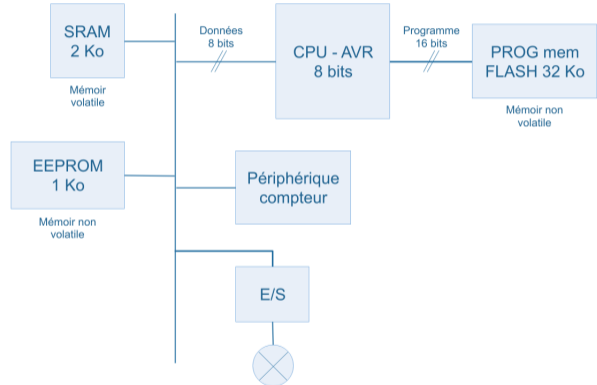 SRAM
2 Ko
Mémoir
volatile
Données
8 bits
CPU - AVR
8 bits
Programme
16 bits
PROG mem
FLASH 32 Ko
Mémoir non
volatile
EEPROM
1 Ko
Mémoir non
volatile
Périphérique
compteur
E/S